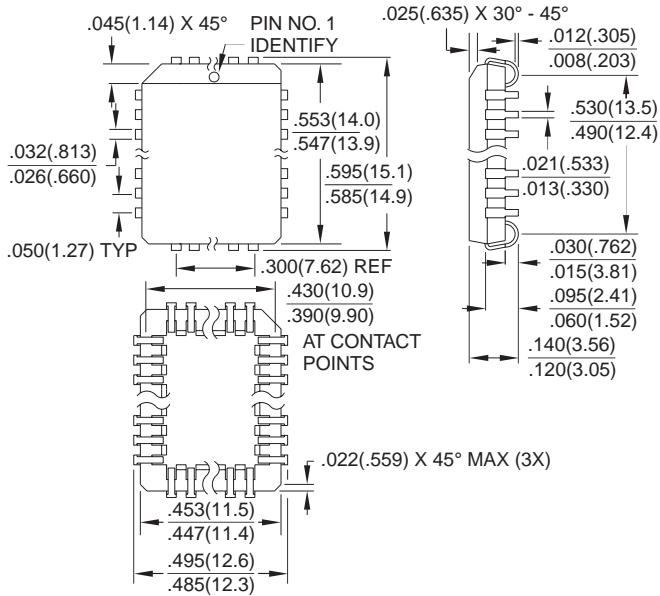 .045(1.14) X 45°
PIN NO. 1
IDENTIFY
.025(.635) X 30° - 45°
.012(.305)
.008(.203)
.553(14.0)
.547(13.9)
.530(13.5)
.490(12.4)
.032(.813)
.026(.660)
.595(15.1)
.585(14.9)
.021(.533)
.013(.330)
.050(1.27) TYP
.300(7.62) REF
.030(.762)
.015(3.81)
.430(10.9)
.390(9.90)
AT CONTACT
POINTS
.095(2.41)
.060(1.52)
.140(3.56)
.120(3.05)
.022(.559) X 45° MAX (3X)
.453(11.5)
.447(11.4)
.495(12.6)
.485(12.3)